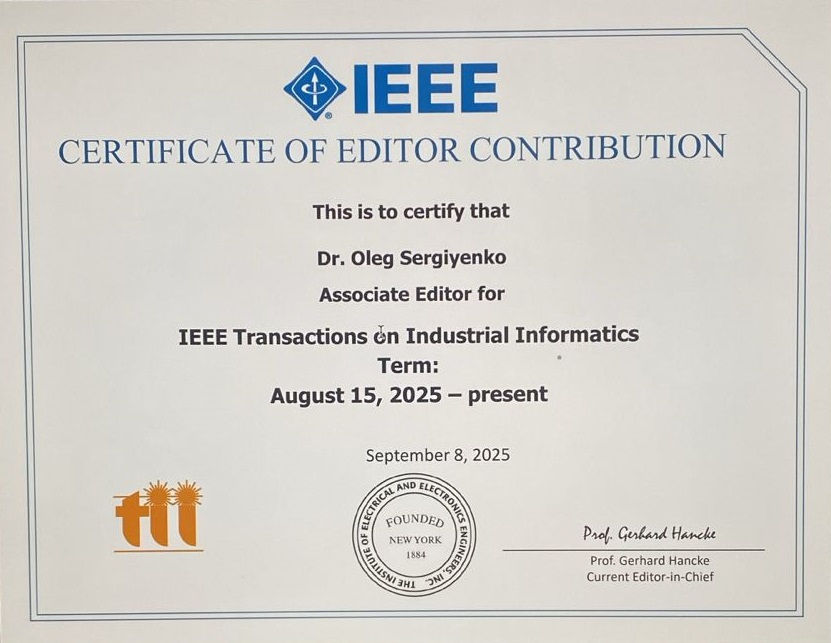 IEEE
CERTIFICATE OF EDITOR CONTRIBUTION
This is to certify that
Dr. Oleg Sergiyenko
Associate Editor for
IEEE Transactions on Industrial Informatics
Term:
August 15, 2025 – present
September 8, 2025
tii
THE INSTITUTE OF ELECTRICAL AND ELECTRONICS ENGINEERS, INC.
FOUNDED
NEW YORK
1884
Prof. Gerhard Hancke
Prof. Gerhard Hancke
Current Editor-in-Chief